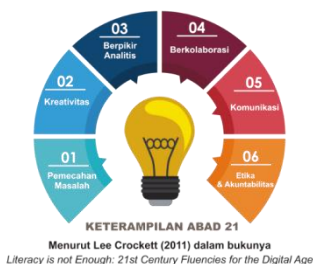 01
Pemecahan
Masalah
02
Kreativitas
03
Berpikir
Analitis
04
Berkolaborasi
05
Komunikasi
06
Etika
& Akuntabilitas
KETERAMPILAN ABAD 21
Menurut Lee Crockett (2011) dalam bukunya
Literacy is Not Enough: 21st Century Fluencies for the Digital Age